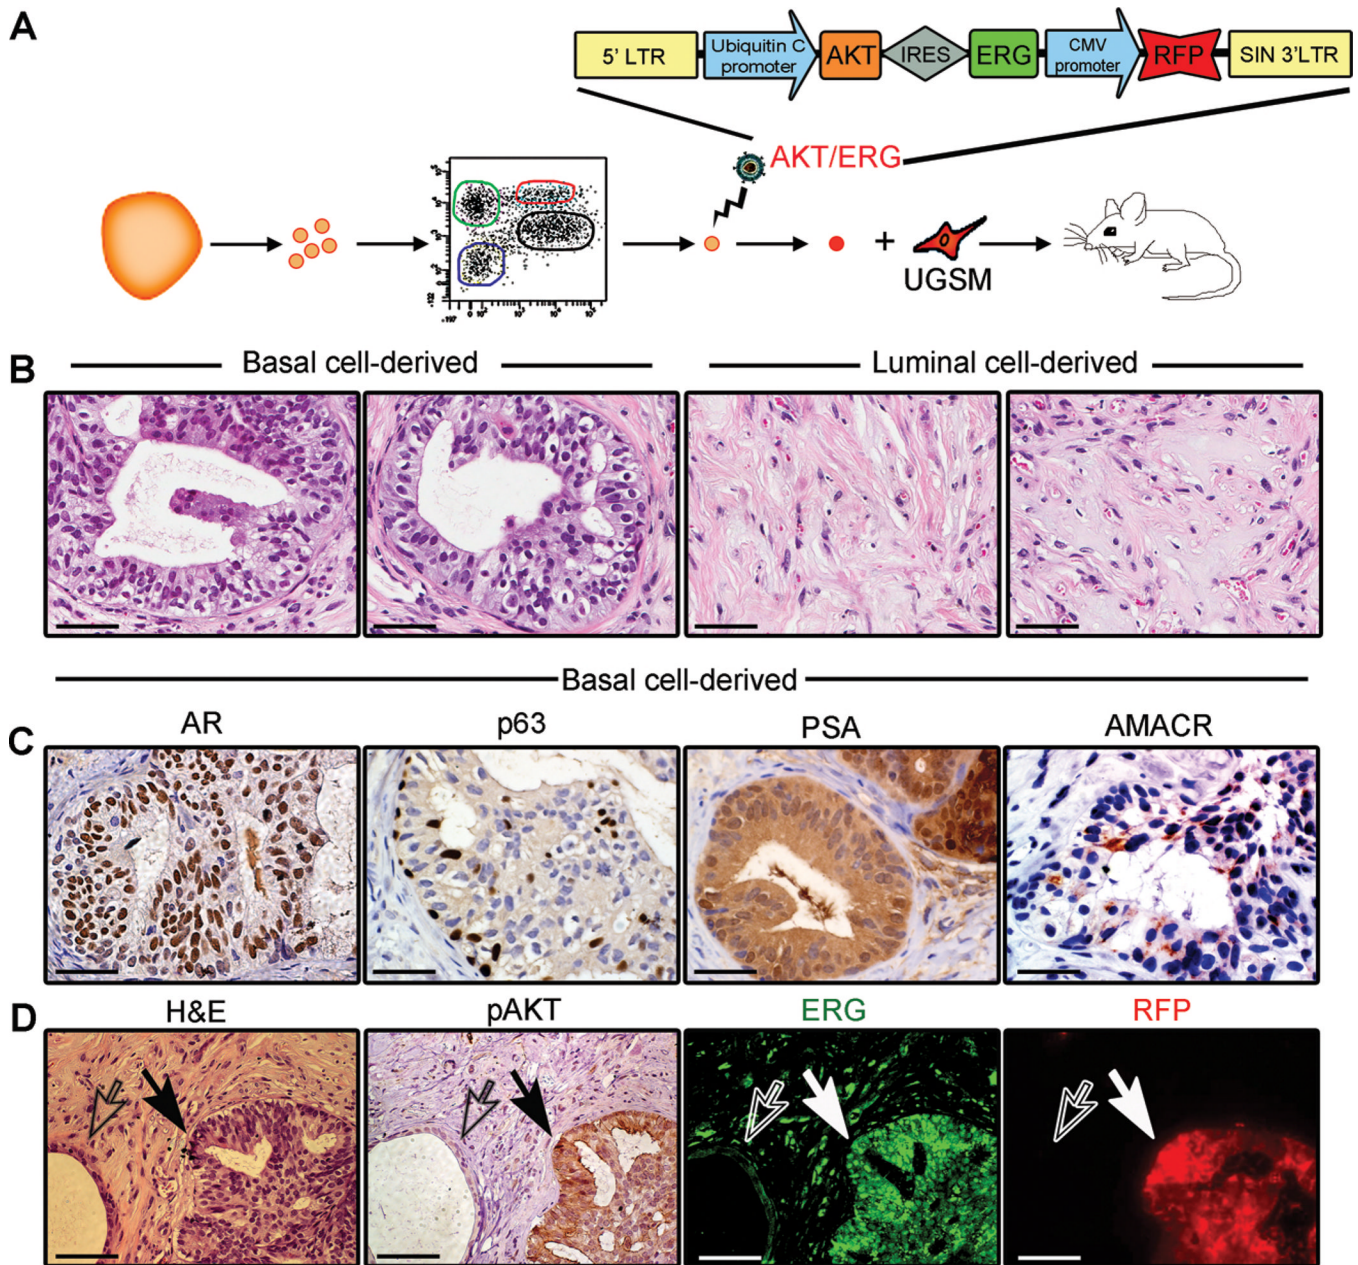 A
5' LTR
Ubiquitin C
promoter
AKT
IRES
ERG
CMV
promoter
RFP
SIN 3'LTR
AKT/ERG
+
UGSM
B
Basal cell-derived
Luminal cell-derived
Basal cell-derived
C
AR
p63
PSA
AMACR
D
H&E
pAKT
ERG
RFP